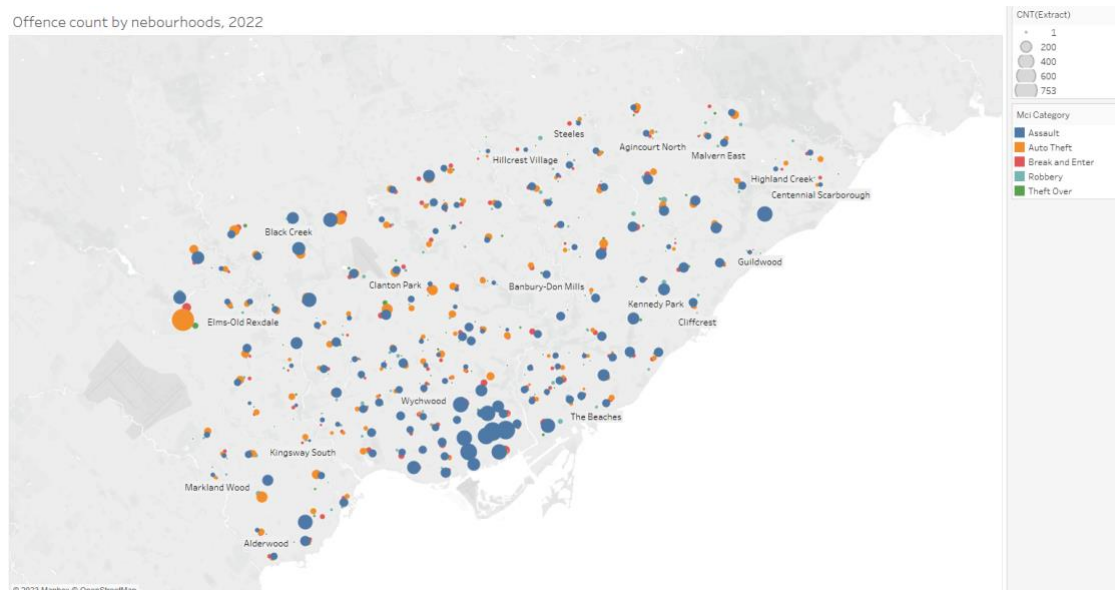 Offence count by nebourhoods, 2022
CNT(Extract)
1
200
400
600
753
Mci Category
Assault
Auto Theft
Break and Enter
Robbery
Theft Over
Steeles
Agincourt North
Hillcrest Village
Malvern East
Highland Creek
Centennial Scarborough
Black Creek
Guildwood
Clanton Park
Banbury-Don Mills
Kennedy Park
Elms-Old Rexdale
Cliffcrest
Wychwood
The Beaches
Kingsway South
Markland Wood
Alderwood
© 2023 Mapbox © OpenStreetMap